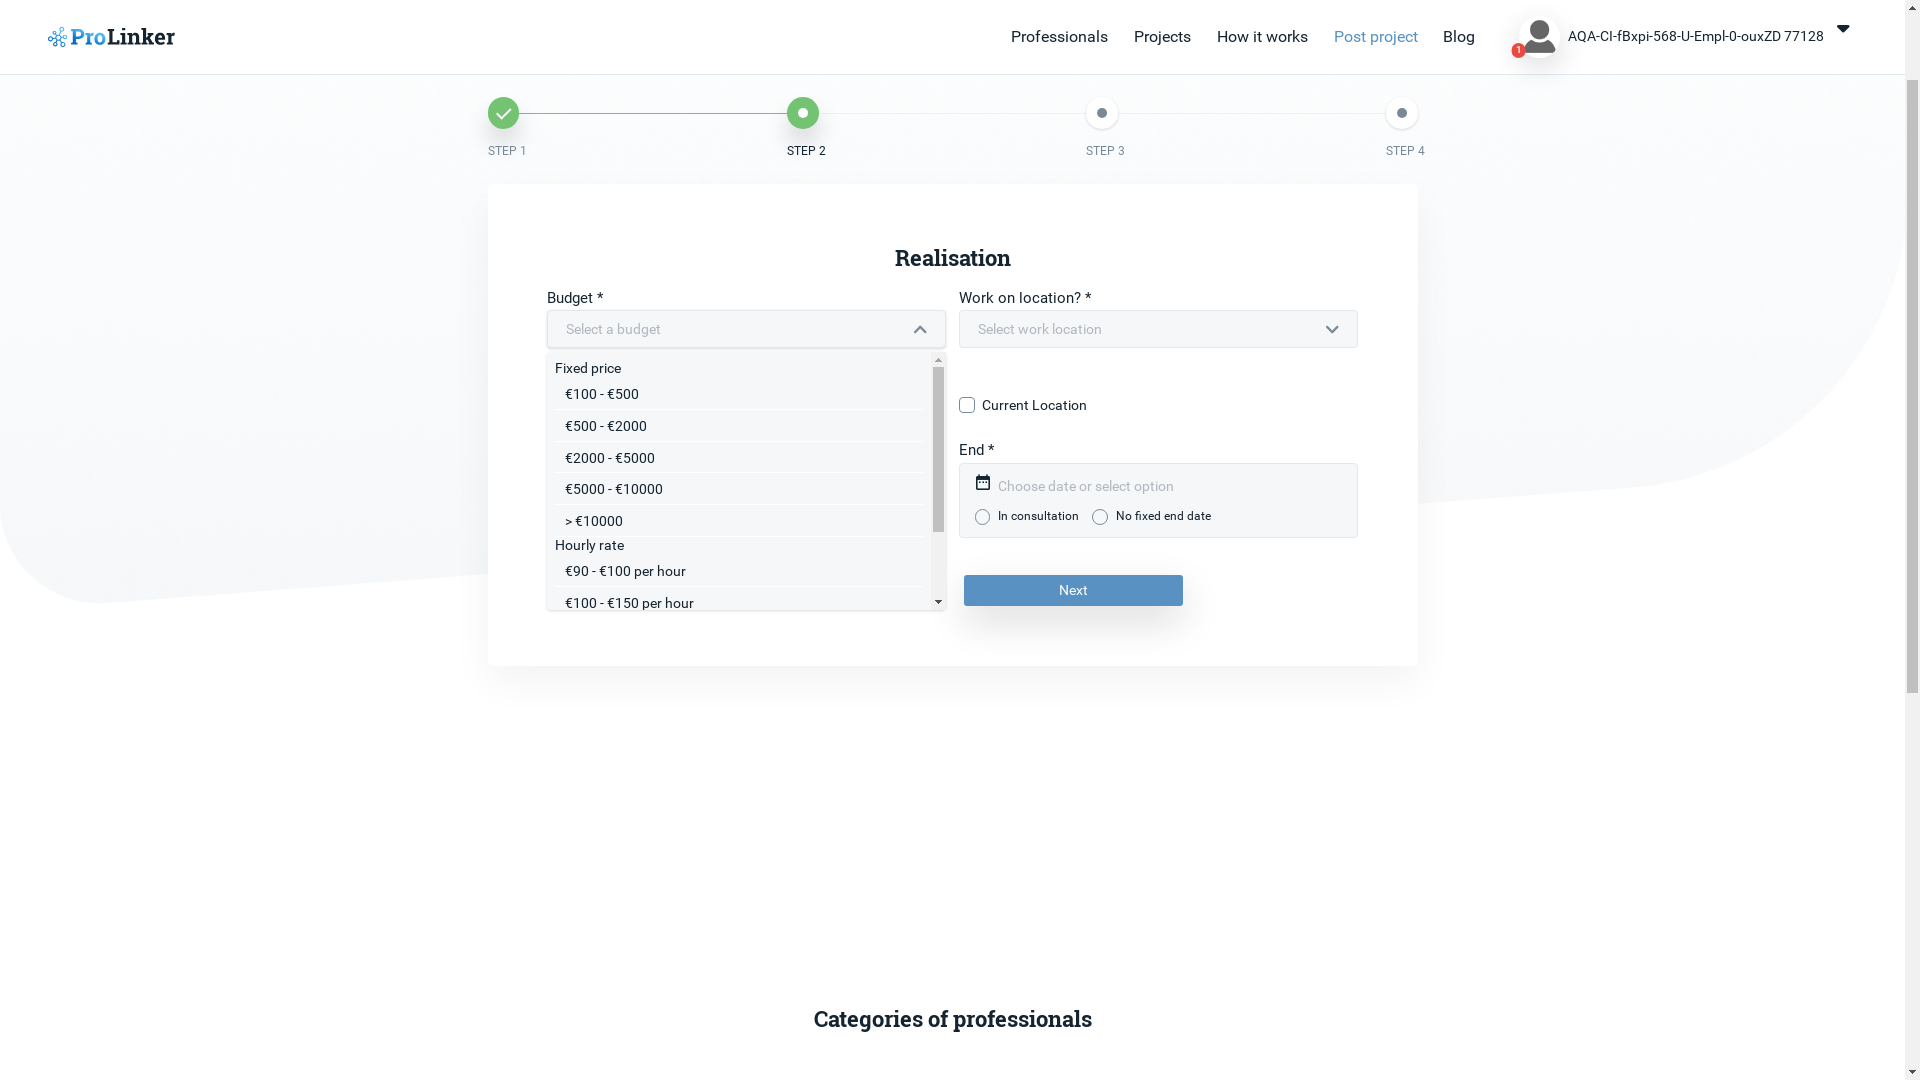 ProLinker
Professionals
Projects
How it works
Post project
Blog
1
AQA-CI-fBxpi-568-U-Empl-0-ouxZD 77128
STEP 1
STEP 2
STEP 3
STEP 4
Realisation
Budget *
Select a budget
Fixed price
€100 - €500
€500 - €2000
€2000 - €5000
€5000 - €10000
> €10000
Hourly rate
€90 - €100 per hour
€100 - €150 per hour
Work on location? *
Select work location
Current Location
End *
Choose date or select option
In consultation
No fixed end date
Next
Categories of professionals